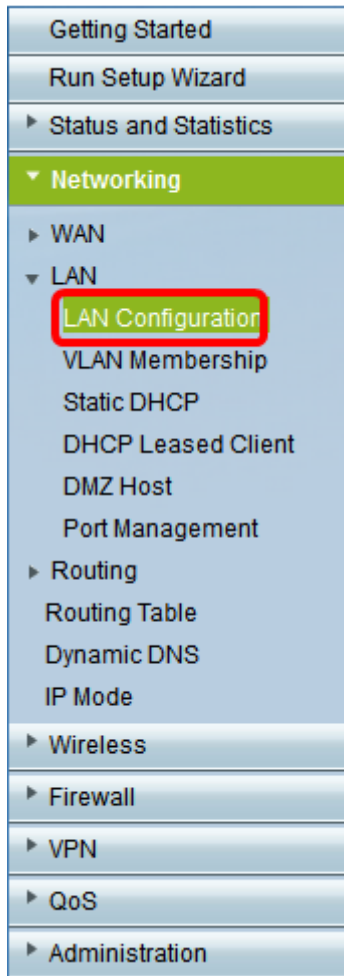 Getting Started
Run Setup Wizard
Status and Statistics
Networking
WAN
LAN
LAN Configuration
VLAN Membership
Static DHCP
DHCP Leased Client
DMZ Host
Port Management
Routing
Routing Table
Dynamic DNS
IP Mode
Wireless
Firewall
VPN
QoS
Administration